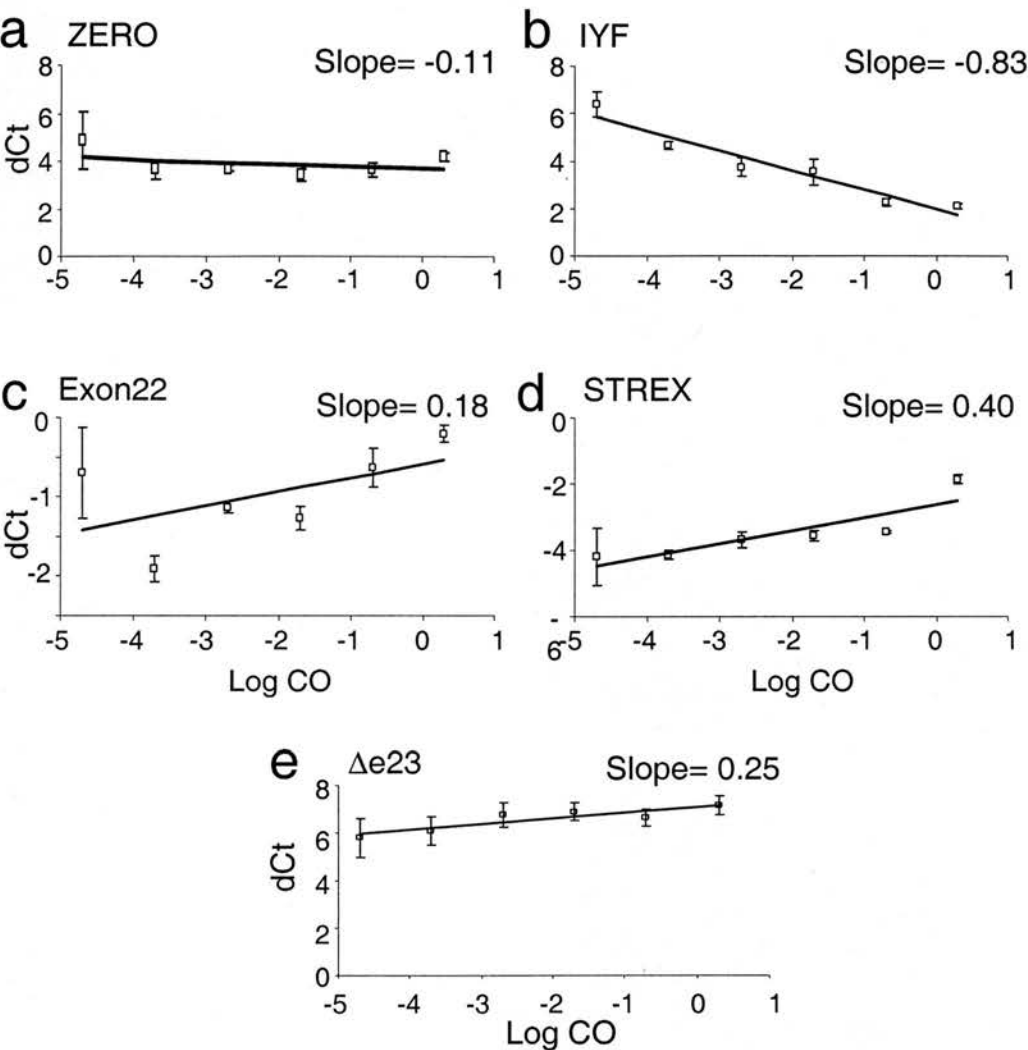 a ZERO
Slope= -0.11
8
6
4
2
0
dCt
-5 -4 -3 -2 -1 0 1
b IYF
Slope= -0.83
8
6
4
2
0
-5 -4 -3 -2 -1 0 1
c Exon22
Slope= 0.18
0
-1
-2
dCt
-5 -4 -3 -2 -1 0 1
Log CO
d STREX
Slope= 0.40
0
-2
-4
-
6
-5 -4 -3 -2 -1 0 1
Log CO
e Δe23
Slope= 0.25
8
6
4
2
0
dCt
-5 -4 -3 -2 -1 0 1
Log CO